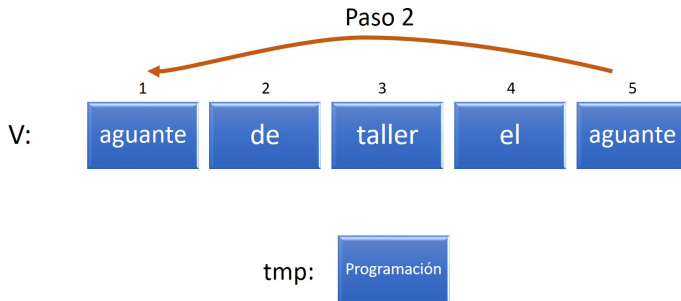 Paso 2
1 2 3 4 5
V: aguante de taller el aguante
tmp: Programación